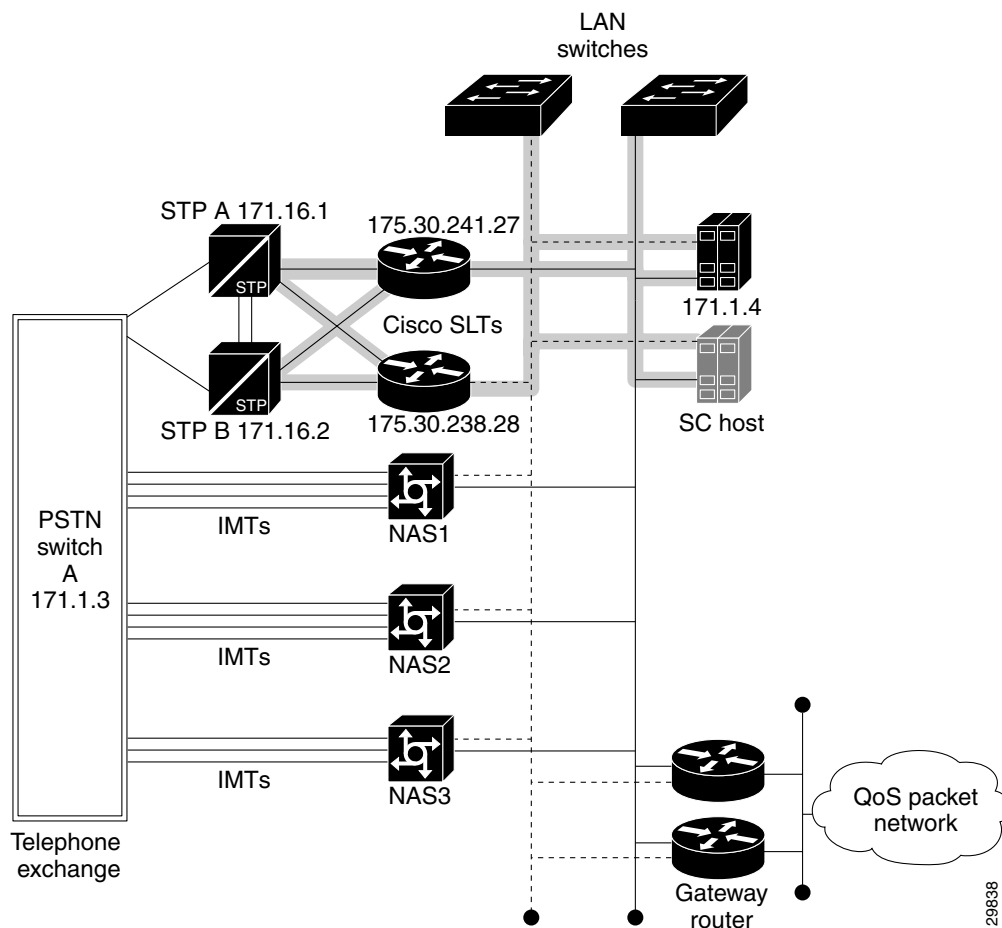 LAN
switches
STP A 171.16.1
175.30.241.27
STP
171.1.4
Cisco SLTs
STP
SC host
STP B 171.16.2
175.30.238.28
PSTN
switch
A
171.1.3
IMTs
NAS1
IMTs
NAS2
IMTs
NAS3
QoS packet
network
Telephone
exchange
Gateway
router
29838